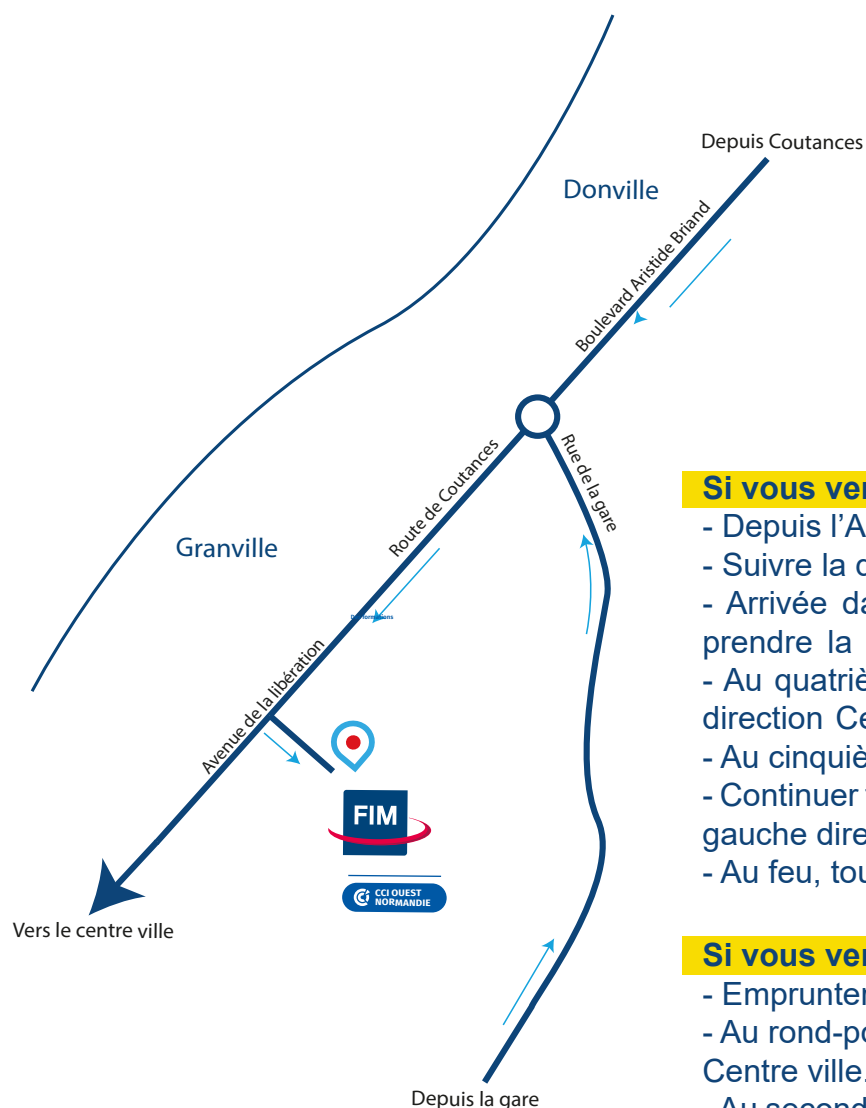 Depuis Coutances
Donville
Boulevard Aristide Briand
Rue de la gare
Route de Coutances
Granville
Avenue de la libération
FIM
CCI OUEST
NORMANDIE
Vers le centre ville
Depuis la gare
Si vous ver
- Depuis l’A
- Suivre la
- Arrivée da
prendre la
- Au quatriè
direction Ce
- Au cinquiè
- Continuer
gauche dire
- Au feu, tou
Si vous ver
- Emprunter
- Au rond-po
Centre ville.
- Au second